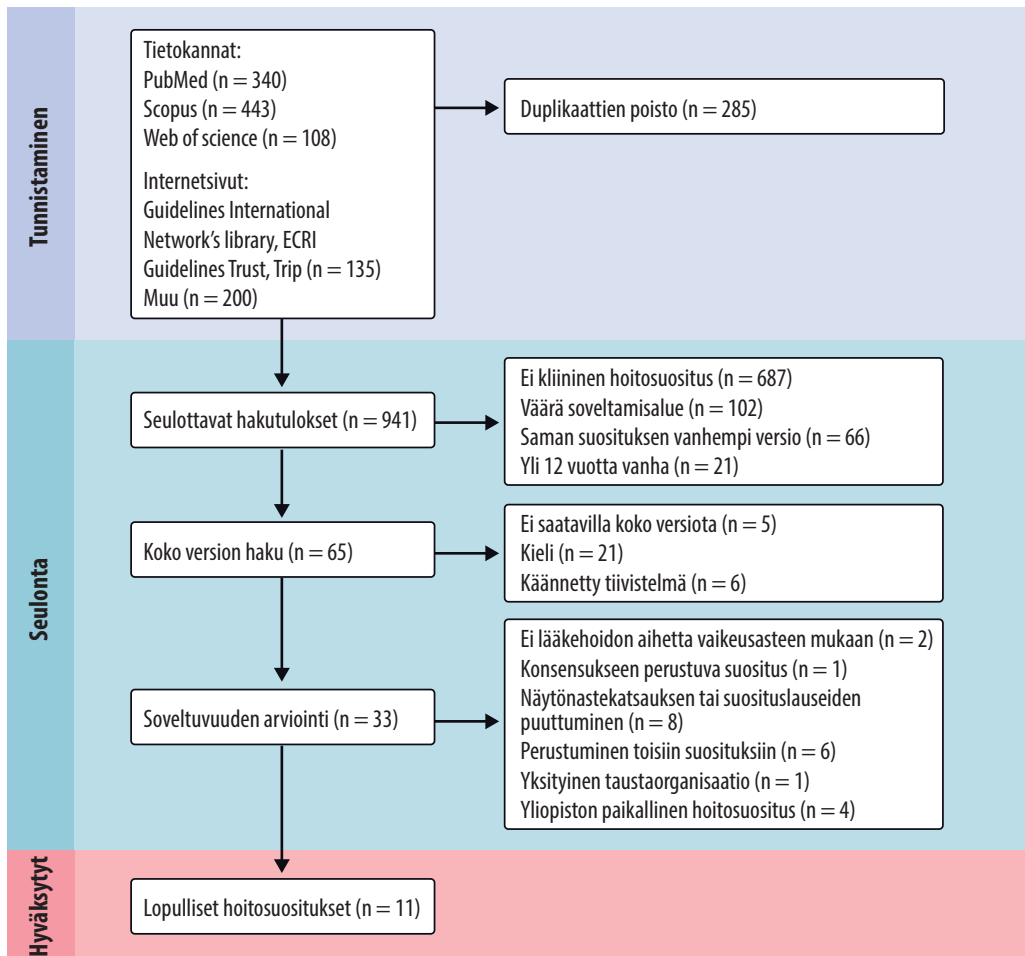 Tunnistaminen
Tietokannat:
PubMed (n = 340)
Scopus (n = 443)
Web of science (n = 108)
Internetsivut:
Guidelines International
Network's library, ECRI
Guidelines Trust, Trip (n = 135)
Muu (n = 200)
Duplikaattien poisto (n = 285)
Seulonta
Seulottavat hakutulokset (n = 941)
Ei kliininen hoitosuositus (n = 687)
Väärä soveltamisalue (n = 102)
Saman suosituksen vanhempi versio (n = 66)
Yli 12 vuotta vanha (n = 21)
Koko version haku (n = 65)
Ei saatavilla koko versiota (n = 5)
Kieli (n = 21)
Käännetty tiivistelmä (n = 6)
Soveltuvuuden arviointi (n = 33)
Ei lääkehoidon aihetta vaikeusasteen mukaan (n = 2)
Konsensukseen perustuva suositus (n = 1)
Näytönastekatsauksen tai suosituslauseiden
puuttuminen (n = 8)
Perustuminen toisiin suosituksiin (n = 6)
Yksityinen taustaorganisaatio (n = 1)
Yliopiston paikallinen hoitosuositus (n = 4)
Hyväksytyt
Lopulliset hoitosuositukset (n = 11)